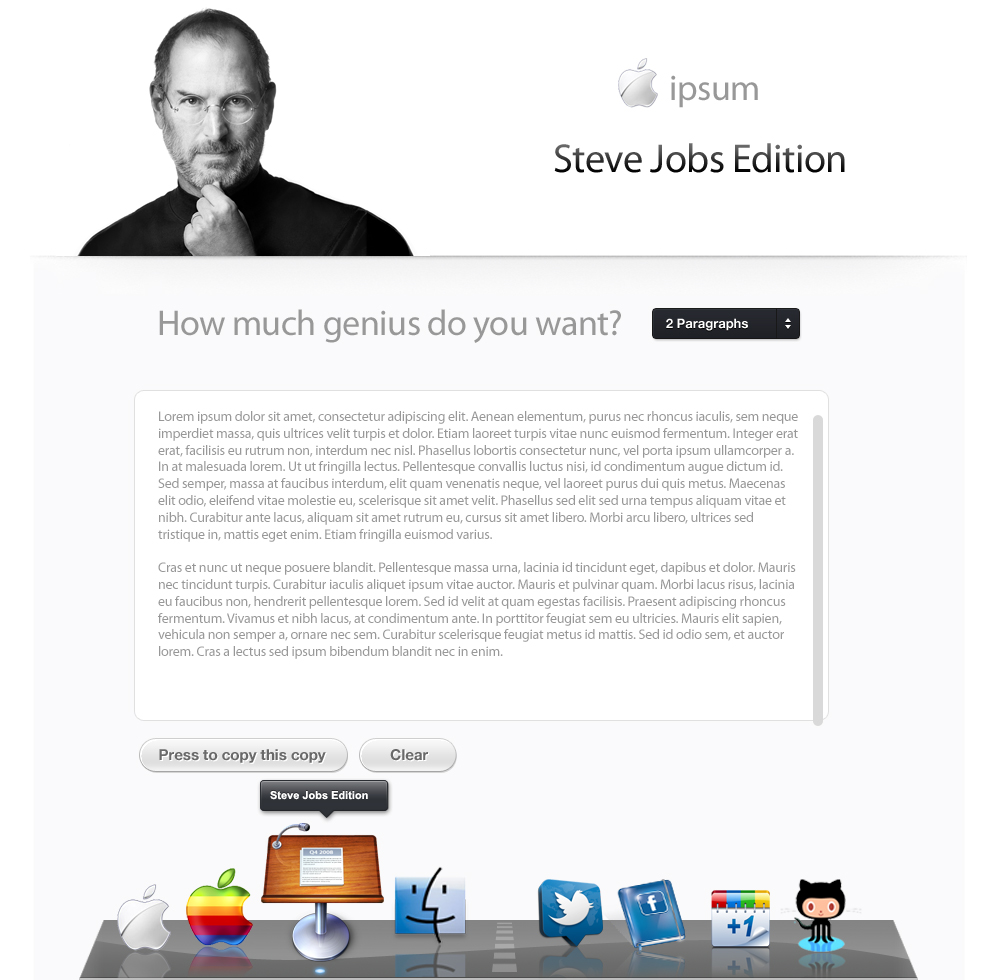 ipsum
Steve Jobs Edition
How much genius do you want?
2 Paragraphs
Lorem ipsum dolor sit amet, consectetur adipiscing elit. Aenean elementum, purus nec rhoncus iaculis, sem neque
imperdiet massa, quis ultrices velit turpis et dolor. Etiam laoreet turpis vitae nunc euismod fermentum. Integer erat
erat, facilisis eu rutrum non, interdum nec nisl. Phasellus lobortis consectetur nunc, vel porta ipsum ullamcorper a.
In at malesuada lorem. Ut ut fringilla lectus. Pellentesque convallis luctus nisi, id condimentum augue dictum id.
Sed semper, massa at faucibus interdum, elit quam venenatis neque, vel laoreet purus dui quis metus. Maecenas
elit odio, eleifend vitae molestie eu, scelerisque sit amet velit. Phasellus sed elit sed urna tempus aliquam vitae et
nibh. Curabitur ante lacus, aliquam sit amet rutrum eu, cursus sit amet libero. Morbi arcu libero, ultrices sed
tristique in, mattis eget enim. Etiam fringilla euismod varius.
Cras et nunc ut neque posuere blandit. Pellentesque massa urna, lacinia id tincidunt eget, dapibus et dolor. Mauris
nec tincidunt turpis. Curabitur iaculis aliquet ipsum vitae auctor. Mauris et pulvinar quam. Morbi lacus risus, lacinia
eu faucibus non, hendrerit pellentesque lorem. Sed id velit at quam egestas facilisis. Praesent adipiscing rhoncus
fermentum. Vivamus et nibh lacus, at condimentum ante. In porttitor feugiat sem eu ultricies. Mauris elit sapien,
vehicula non semper a, ornare nec sem. Curabitur scelerisque feugiat metus id mattis. Sed id odio sem, et auctor
lorem. Cras a lectus sed ipsum bibendum blandit nec in enim.
Press to copy this copy
Clear
Steve Jobs Edition
Q4 2008
f
+1